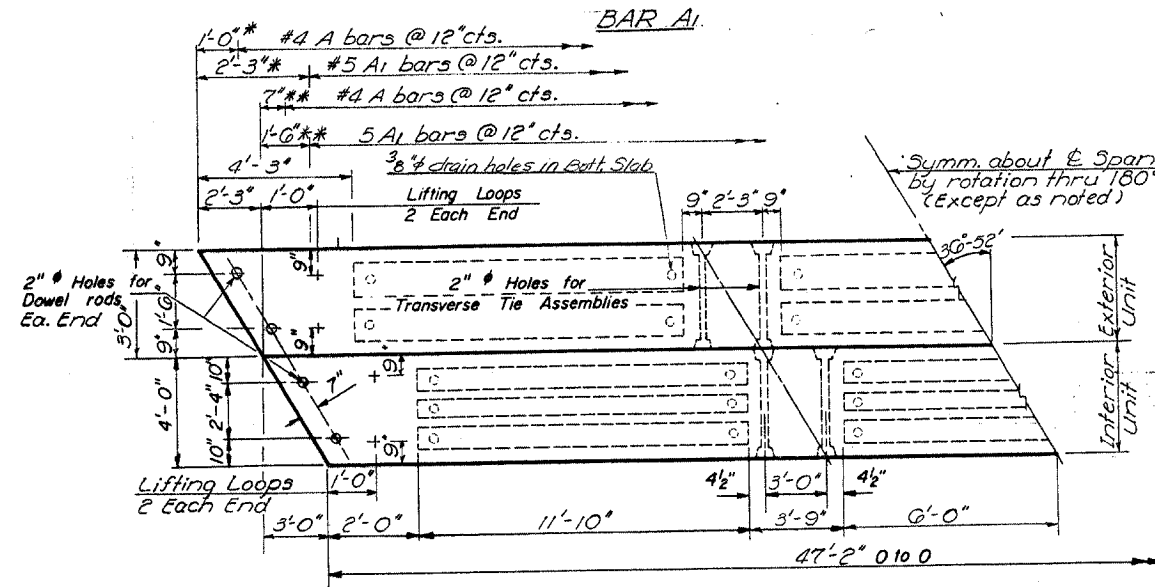 BAR A1.
1'-0"* #4 A bars @ 12"cts.
2'-3"* #5 A1 bars @ 12"cts.
7"** #4 A bars @ 12" cts.
1'-6"** 5 A1 bars @ 12"cts.
4'-3"
3/8"ϕ drain holes in Bott. Slab
2'-3" 1'-0"
Lifting Loops
2 Each End
9" 2'-3" 9"
Symm. about ℄ Span
by rotation thru 180°
(Except as noted)
36°-52'
2" ϕ Holes for
Dowel rods
Ea. End
3'-0"
9"
1'-6"
9"
9"
9"
2" ϕ Holes for
Transverse Tie Assemblies
Exterior
Unit
4'-0"
10"
2'-4"
10"
7"
9"
9"
Interior
Unit
Lifting Loops
2 Each End
1'-0"
4½" 3'-0" 4½"
3'-0" 2'-0" 11'-10" 3'-9" 6'-0"
47'-2" 0 to 0